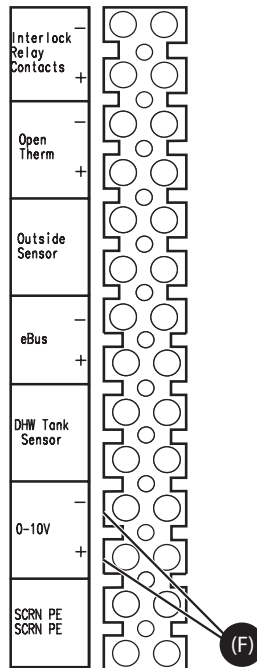 Interlock
Relay
Contacts
−
+
Open
Therm
−
+
Outside
Sensor
eBus
−
+
DHW Tank
Sensor
0-10V
−
+
SCRN PE
SCRN PE
(F)